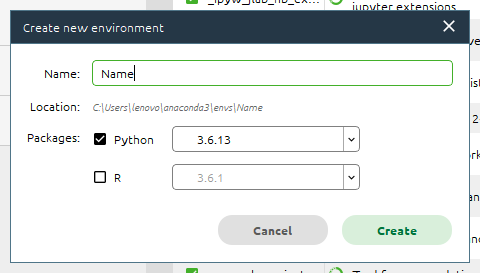 _ipyw_jlab_nb_ex...
jupyter extensions
Create new environment
Name:
Name
Location:
C:\Users\lenovo\anaconda3\envs\Name
Packages:
Python
3.6.13
R
3.6.1
Cancel
Create